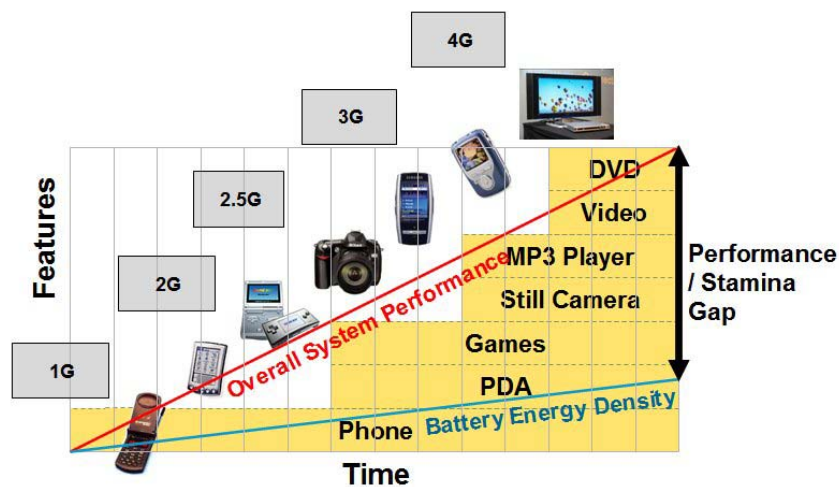 4G
3G
2.5G
2G
1G
DVD
Video
MP3 Player
Still Camera
Games
PDA
Phone
Overall System Performance
Battery Energy Density
Features
Time
Performance
/ Stamina
Gap